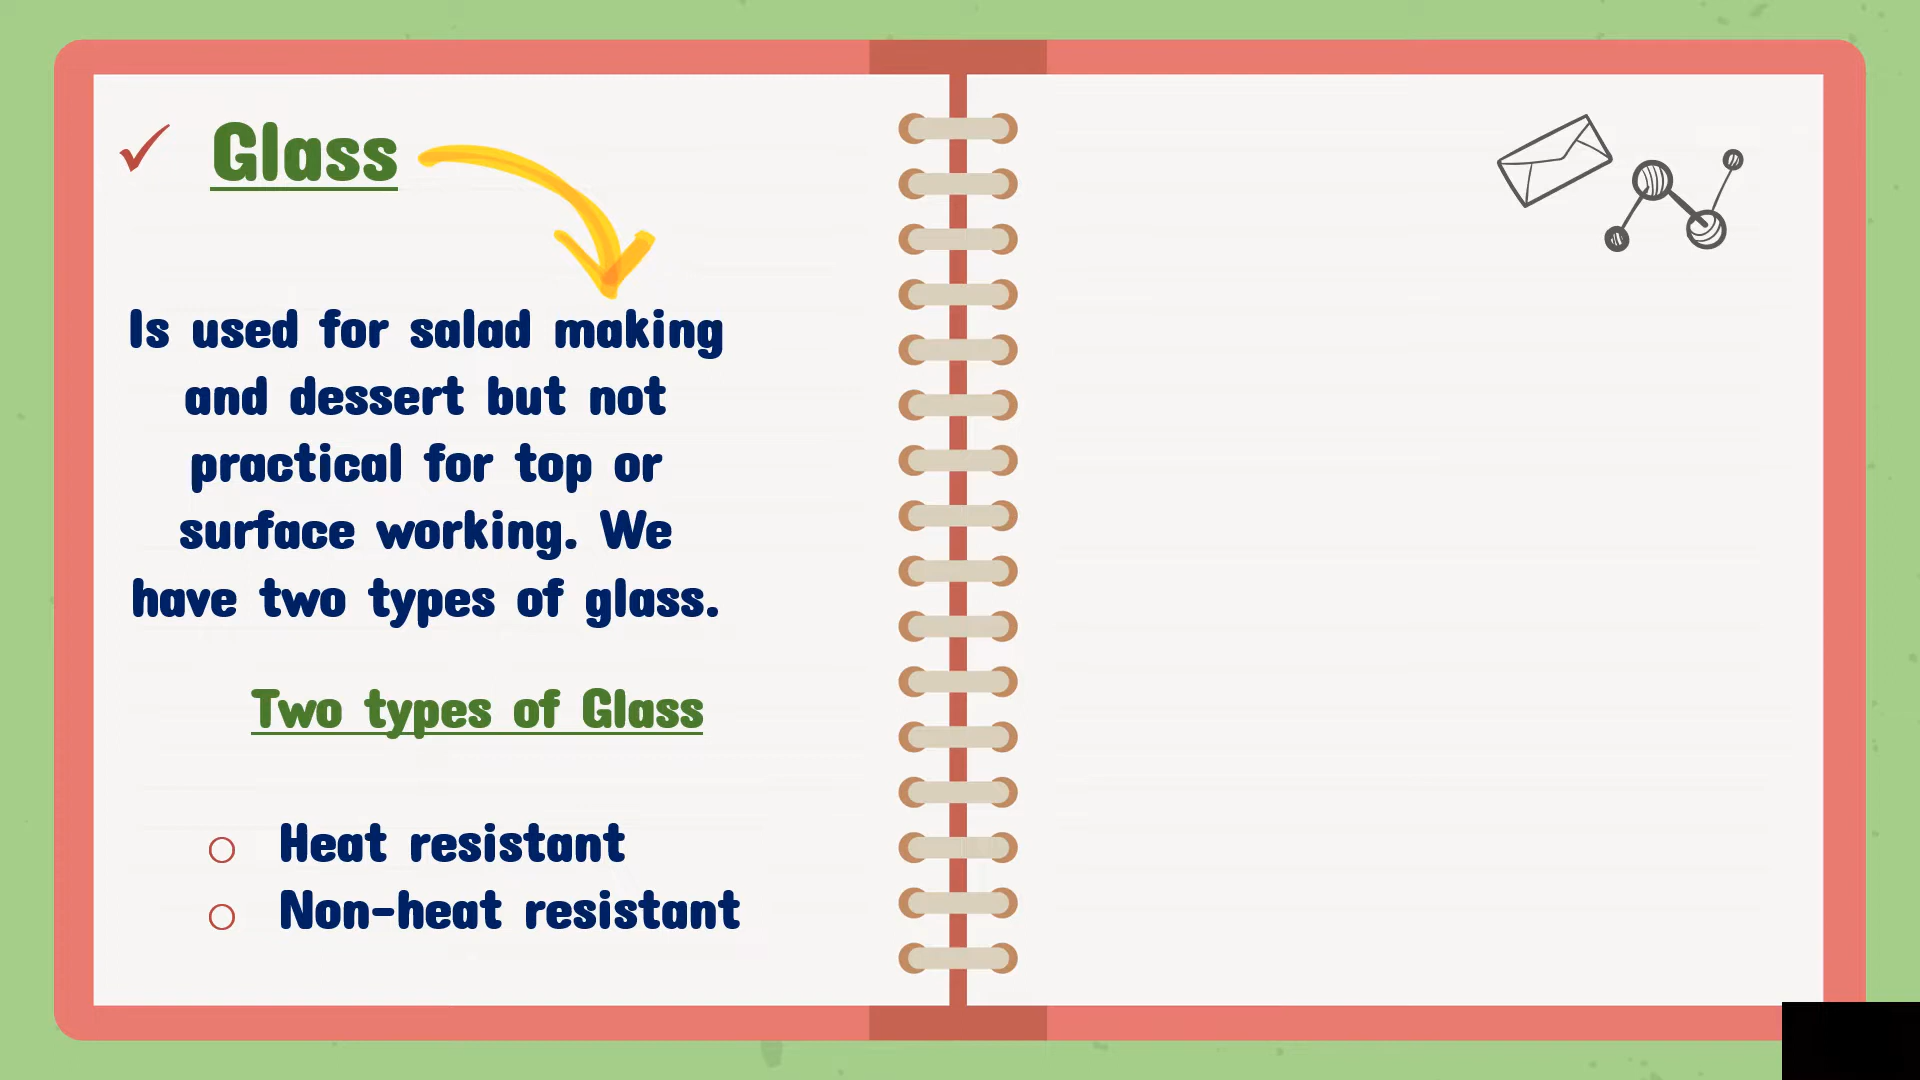 Glass
Is used for salad making
and dessert but not
practical for top or
surface working. We
have two types of glass.
Two types of Glass
Heat resistant
Non-heat resistant